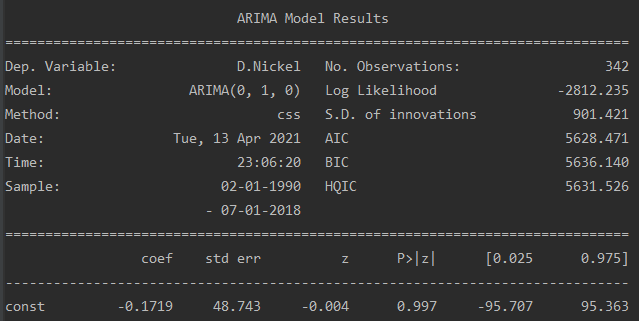 ARIMA Model Results
==============================================================================
Dep. Variable: D.Nickel No. Observations: 342
Model: ARIMA(0, 1, 0) Log Likelihood -2812.235
Method: css S.D. of innovations 901.421
Date: Tue, 13 Apr 2021 AIC 5628.471
Time: 23:06:20 BIC 5636.140
Sample: 02-01-1990 HQIC 5631.526
- 07-01-2018
==============================================================================
coef std err z P>|z| [0.025 0.975]
------------------------------------------------------------------------------
const -0.1719 48.743 -0.004 0.997 -95.707 95.363